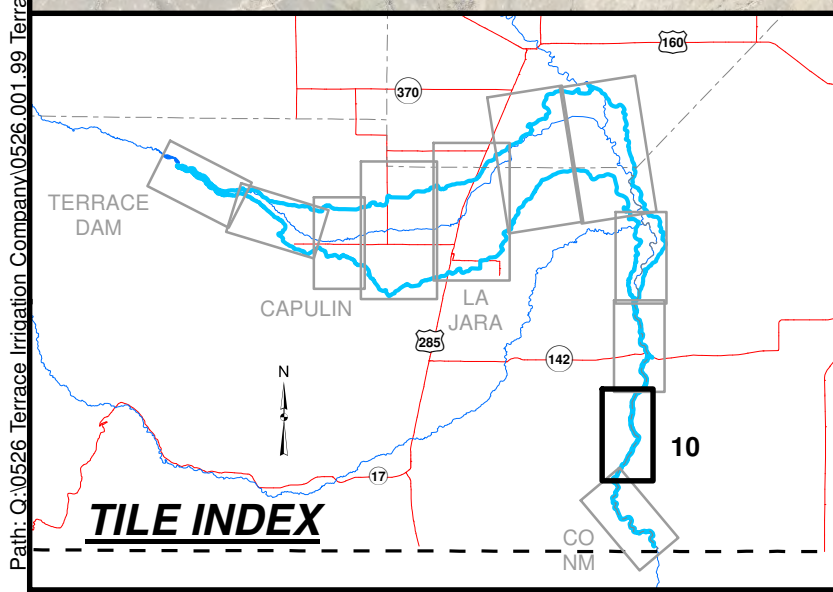 Path: Q:\0526 Terrace Irrigation Company\0526.001.99 Terra
160
370
TERRACE
DAM
CAPULIN
LA
JARA
285
142
N
10
17
TILE INDEX
CO
NM